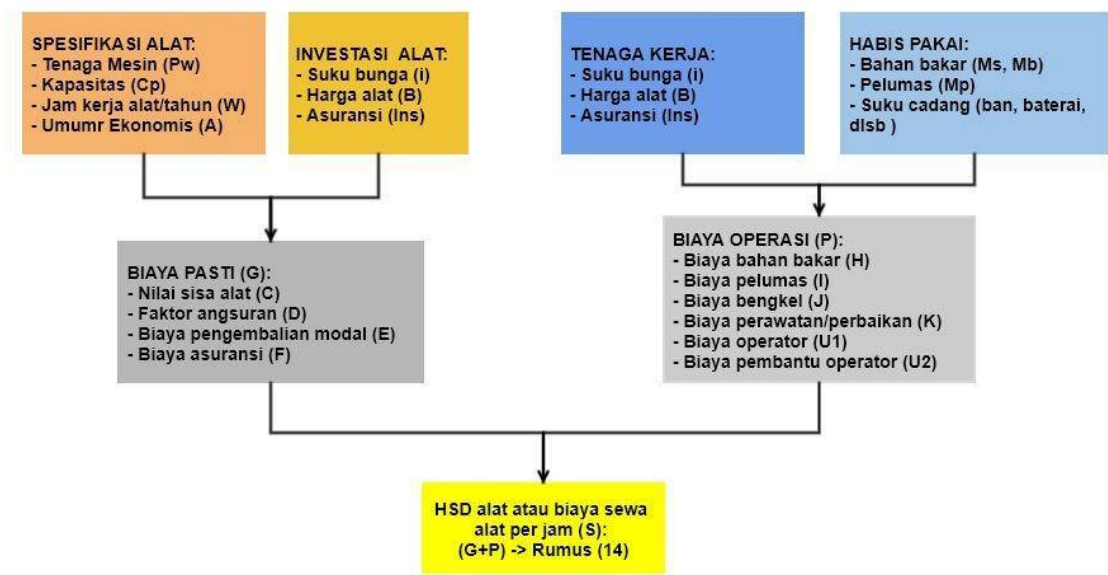 SPESIFIKASI ALAT:
- Tenaga Mesin (Pw)
- Kapasitas (Cp)
- Jam kerja alat/tahun (W)
- Umumr Ekonomis (A)
INVESTASI ALAT:
- Suku bunga (i)
- Harga alat (B)
- Asuransi (Ins)
TENAGA KERJA:
- Suku bunga (i)
- Harga alat (B)
- Asuransi (Ins)
HABIS PAKAI:
- Bahan bakar (Ms, Mb)
- Pelumas (Mp)
- Suku cadang (ban, baterai,
dlsb )
BIAYA PASTI (G):
- Nilai sisa alat (C)
- Faktor angsuran (D)
- Biaya pengembalian modal (E)
- Biaya asuransi (F)
BIAYA OPERASI (P):
- Biaya bahan bakar (H)
- Biaya pelumas (I)
- Biaya bengkel (J)
- Biaya perawatan/perbaikan (K)
- Biaya operator (U1)
- Biaya pembantu operator (U2)
HSD alat atau biaya sewa
alat per jam (S):
(G+P) -> Rumus (14)